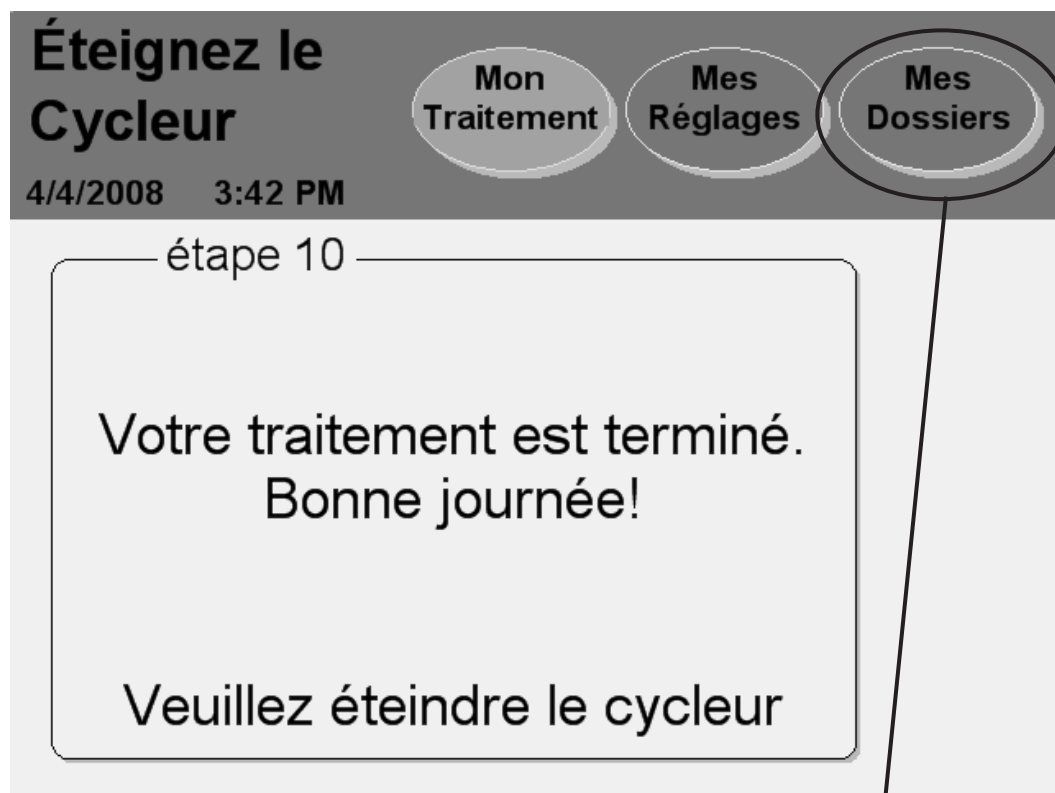 Éteignez le
Cycleur
4/4/2008 3:42 PM
Mon
Traitement
Mes
Réglages
Mes
Dossiers
étape 10
Votre traitement est terminé.
Bonne journée!
Veuillez éteindre le cycleur